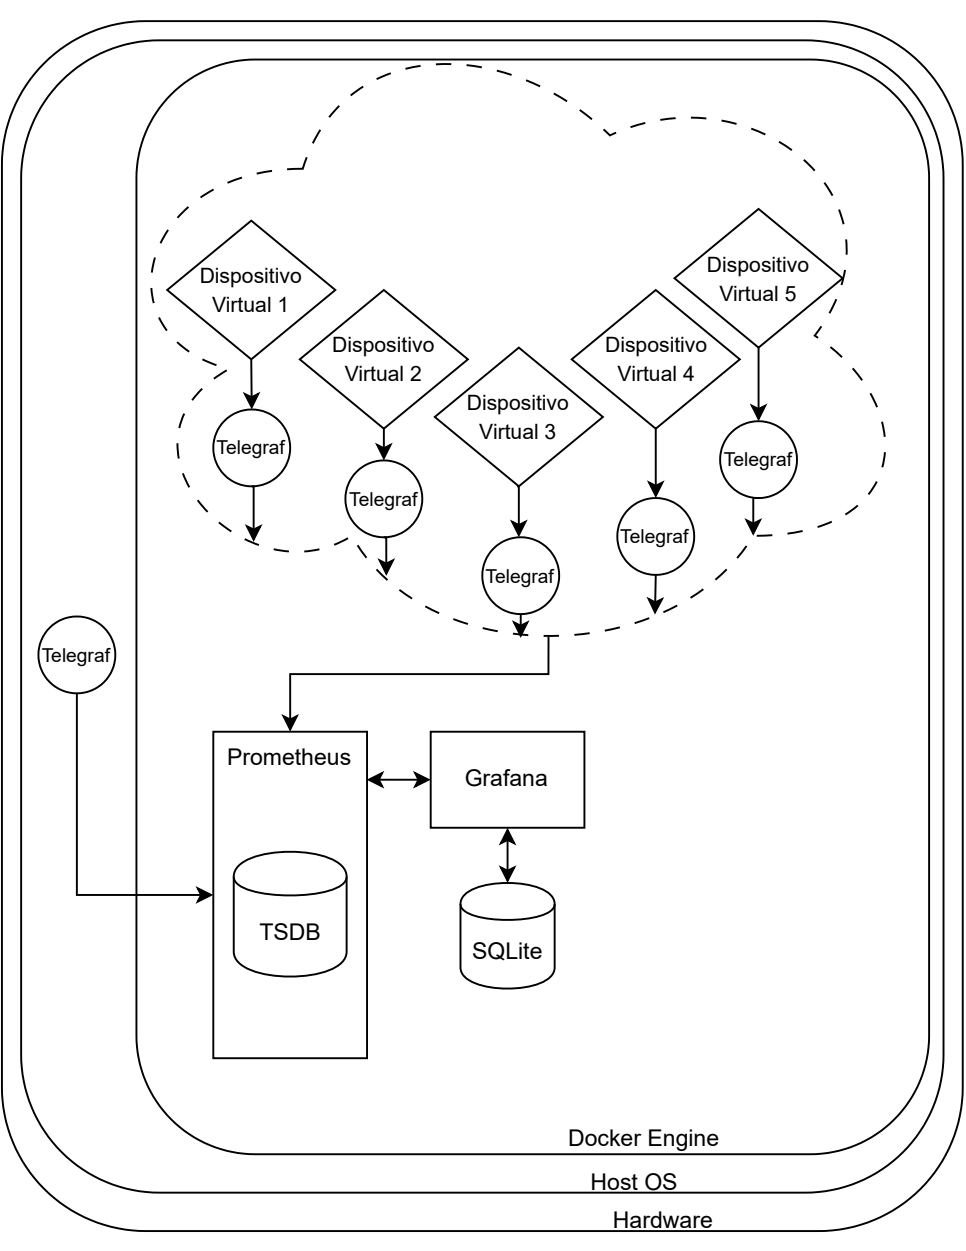 Dispositivo
Virtual 1
Dispositivo
Virtual 2
Dispositivo
Virtual 3
Dispositivo
Virtual 4
Dispositivo
Virtual 5
Telegraf
Telegraf
Telegraf
Telegraf
Telegraf
Telegraf
Prometheus
Grafana
TSDB
SQLite
Docker Engine
Host OS
Hardware